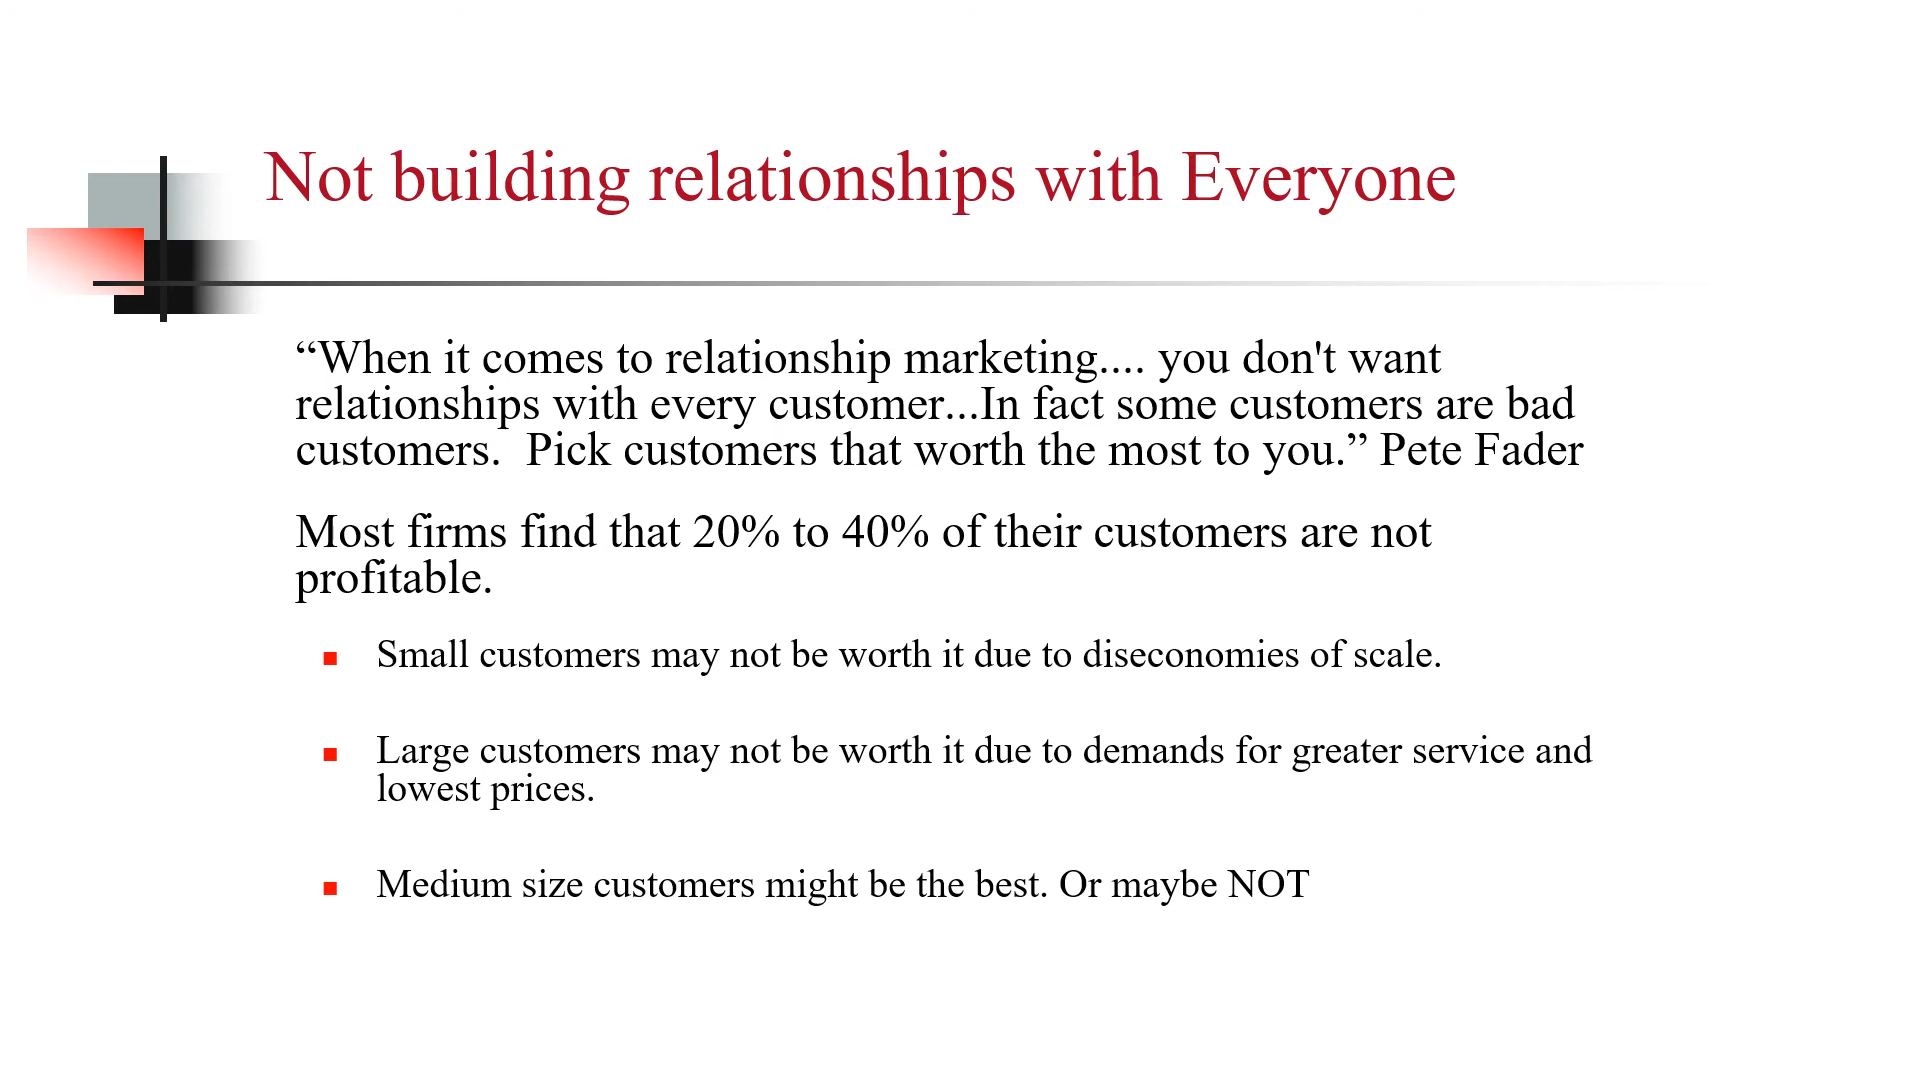 Not building relationships with Everyone
“When it comes to relationship marketing.... you don't want
relationships with every customer...In fact some customers are bad
customers.  Pick customers that worth the most to you.” Pete Fader
Most firms find that 20% to 40% of their customers are not
profitable.
Small customers may not be worth it due to diseconomies of scale.
Large customers may not be worth it due to demands for greater service and
lowest prices.
Medium size customers might be the best. Or maybe NOT